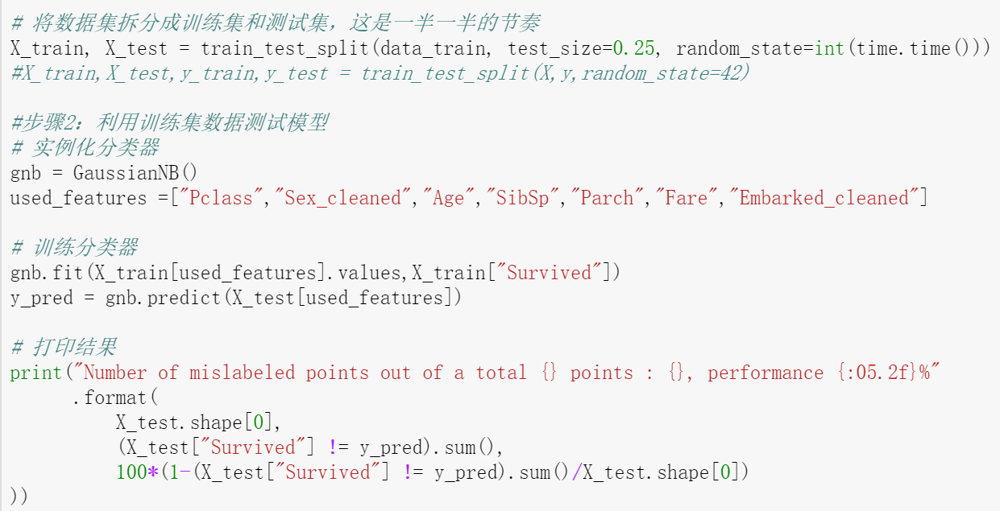 # 将数据集拆分成训练集和测试集，这是一半一半的节奏
X_train, X_test = train_test_split(data_train, test_size=0.25, random_state=int(time.time()))
#X_train,X_test,y_train,y_test = train_test_split(X,y,random_state=42)
#步骤2：利用训练集数据测试模型
# 实例化分类器
gnb = GaussianNB()
used_features =["Pclass","Sex_cleaned","Age","SibSp","Parch","Fare","Embarked_cleaned"]
# 训练分类器
gnb.fit(X_train[used_features].values,X_train["Survived"])
y_pred = gnb.predict(X_test[used_features])
# 打印结果
print("Number of mislabeled points out of a total {} points : {}, performance {:05.2f}%"
.format(
X_test.shape[0],
(X_test["Survived"] != y_pred).sum(),
100*(1-(X_test["Survived"] != y_pred).sum()/X_test.shape[0])
))